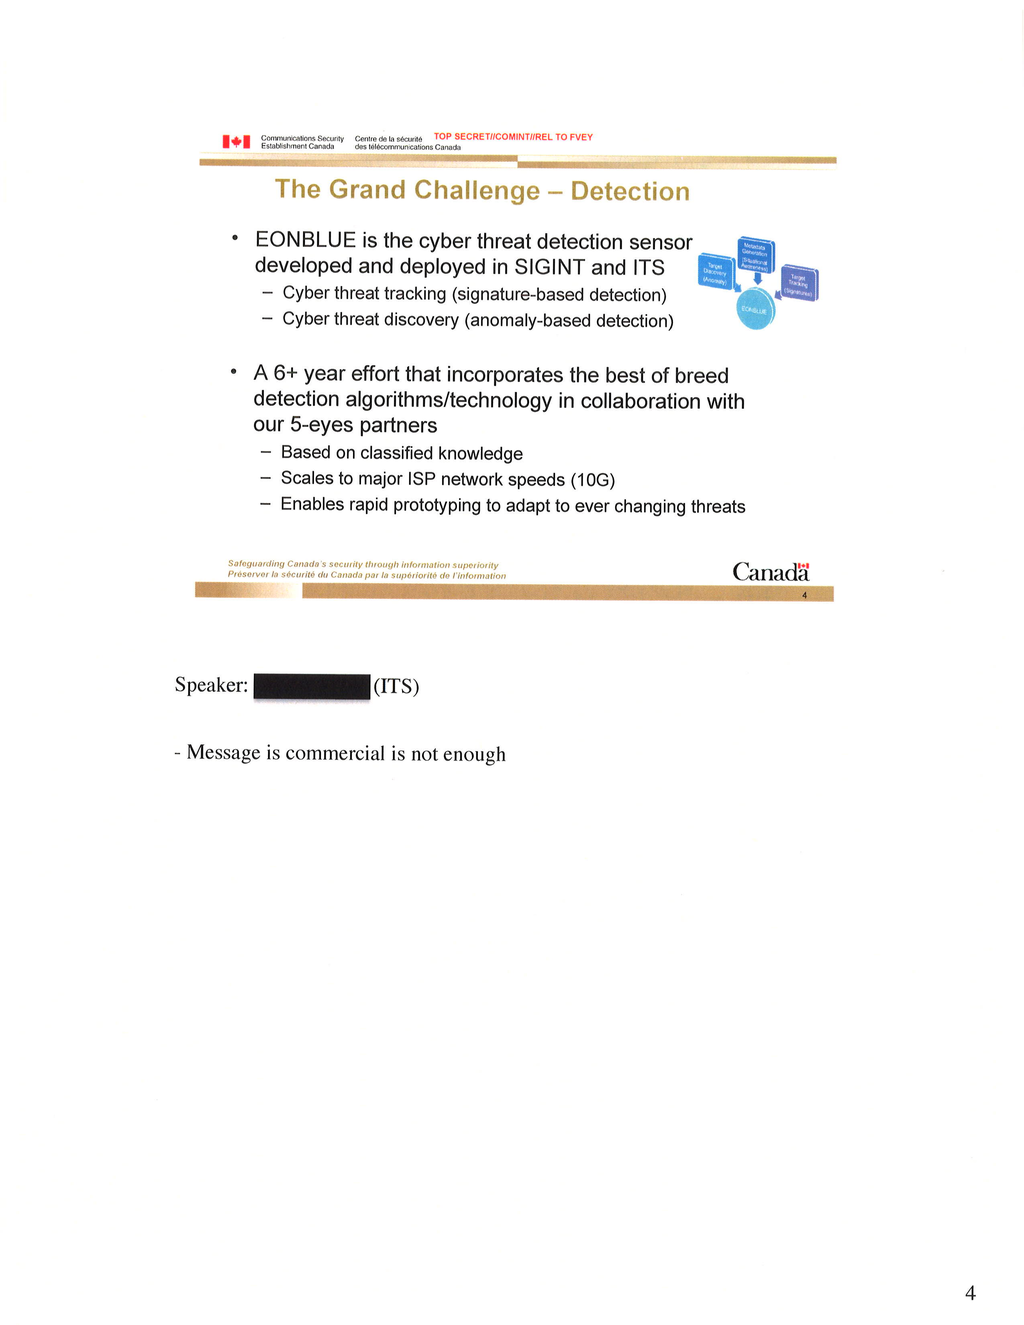 Communications Security Centre de la sécurité TOP SECRET//COMINT//REL TO FVEY
Establishment Canada des télécommunications Canada
The Grand Challenge – Detection
• EONBLUE is the cyber threat detection sensor
developed and deployed in SIGINT and ITS
– Cyber threat tracking (signature-based detection)
– Cyber threat discovery (anomaly-based detection)
Metadata
Generation
(Situational
Awareness)
Target
Discovery
(Anomaly)
Target
Tracking
(Signatures)
EONBLUE
• A 6+ year effort that incorporates the best of breed
detection algorithms/technology in collaboration with
our 5-eyes partners
– Based on classified knowledge
– Scales to major ISP network speeds (10G)
– Enables rapid prototyping to adapt to ever changing threats
Safeguarding Canada's security through information superiority
Préserver la sécurité du Canada par la supériorité de l'information
Canada
4
Speaker: (ITS)
- Message is commercial is not enough
4